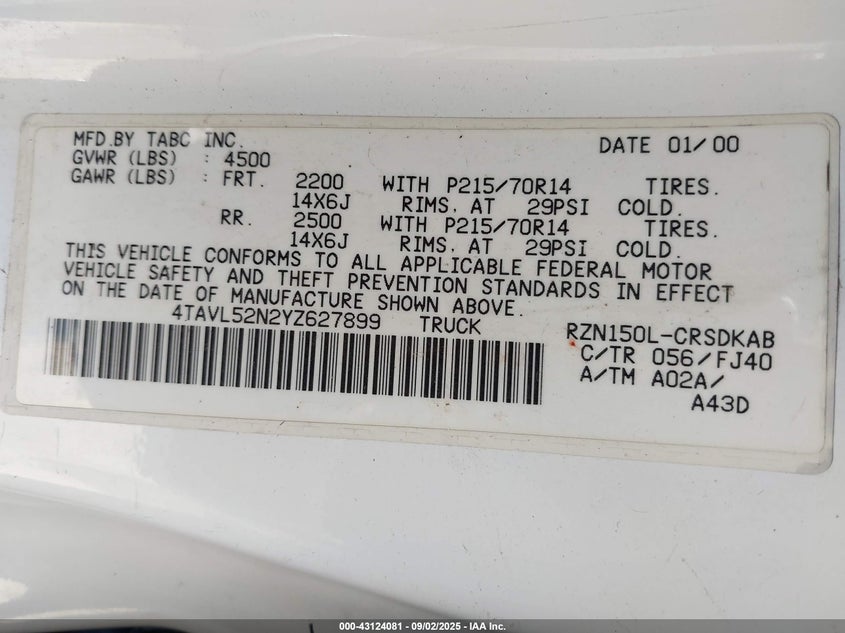 MFD.BY TABC INC. DATE 01/00
GVWR (LBS) : 4500
GAWR (LBS) : FRT. 2200 WITH P215/70R14 TIRES.
14X6J RIMS. AT 29PSI COLD.
RR. 2500 WITH P215/70R14 TIRES.
14X6J RIMS. AT 29PSI COLD.
THIS VEHICLE CONFORMS TO ALL APPLICABLE FEDERAL MOTOR
VEHICLE SAFETY AND THEFT PREVENTION STANDARDS IN EFFECT
ON THE DATE OF MANUFACTURE SHOWN ABOVE.
4TAVL52N2YZ627899 TRUCK RZN150L-CRSDKAB
C/TR 056/FJ40
A/TM A02A/
A43D
000-43124081 - 09/02/2025 - IAA Inc.